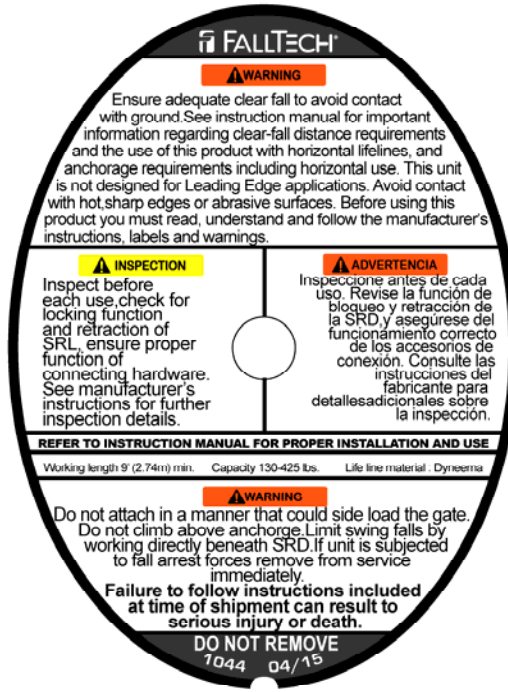 FALLTECH®
WARNING
Ensure adequate clear fall to avoid contact
with ground.See instruction manual for important
information regarding clear-fall distance requirements
and the use of this product with horizontal lifelines, and
anchorage requirements including horizontal use. This unit
is not designed for Leading Edge applications. Avoid contact
with hot,sharp edges or abrasive surfaces. Before using this
product you must read, understand and follow the manufacturer's
instructions, labels and warnings.
INSPECTION
Inspect before
each use,check for
locking function
and retraction of
SRL, ensure proper
function of
connecting hardware.
See manufacturer's
instructions for further
inspection details.
ADVERTENCIA
Inspeccione antes de cada
uso. Revise la función de
bloqueo y retracción de
la SRD,y asegúrese del
funcionamiento correcto
de los accesorios de
conexión. Consulte las
instrucciones del
fabricante para
detallesadicionales sobre
la inspección.
REFER TO INSTRUCTION MANUAL FOR PROPER INSTALLATION AND USE
Working length 9' (2.74m) min. Capacity 130-425 lbs. Life line material : Dyneema
WARNING
Do not attach in a manner that could side load the gate.
Do not climb above anchorge.Limit swing falls by
working directly beneath SRD.If unit is subjected
to fall arrest forces remove from service
immediately.
Failure to follow instructions included
at time of shipment can result to
serious injury or death.
DO NOT REMOVE
1044 04/15